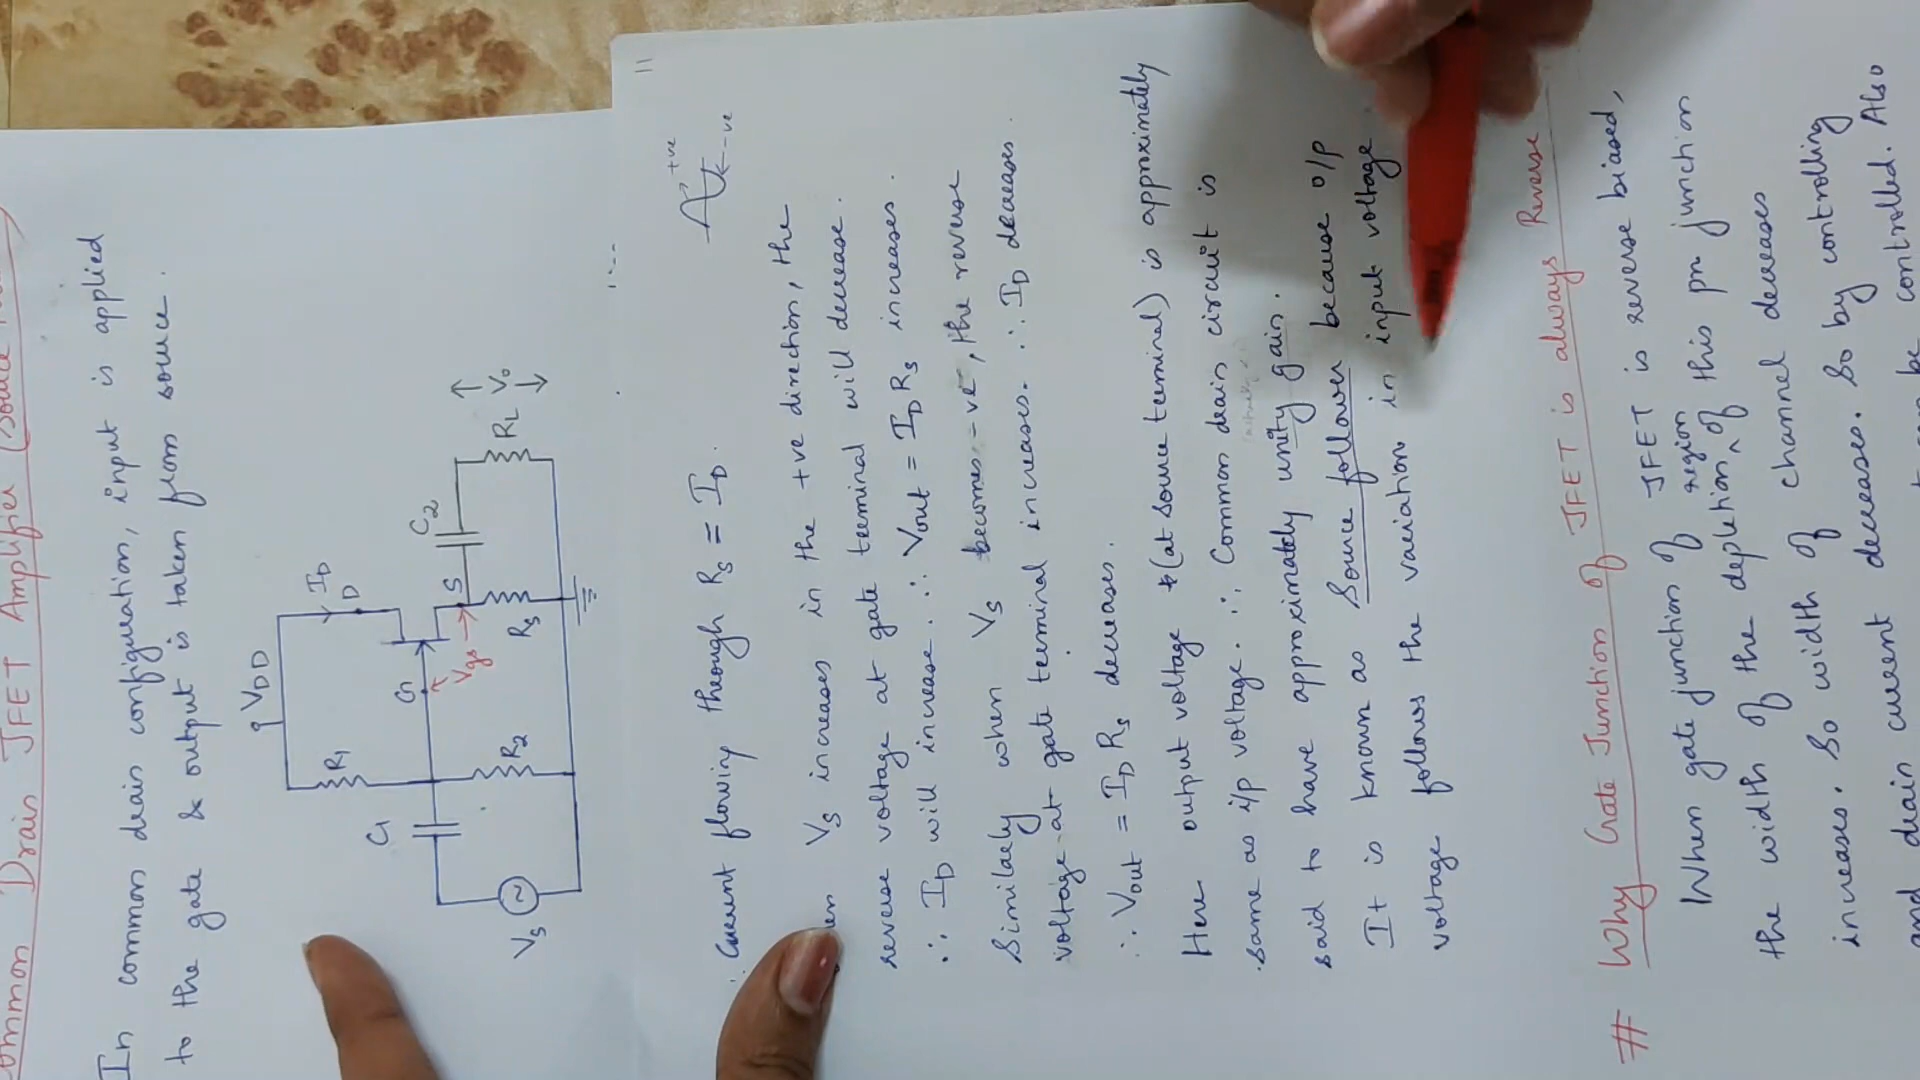 Common Drain JFET Amplifier (Source
In common drain configuration, input is applied
to the gate & output is taken from source.
VDD
ID
D
R1
G
C1
Vgs
S
C2
R2
Rs
RL
Vo
Vs
11
+ve
-ve
Current flowing through Rs = ID.
Vs increases in the +ve direction, the
reverse voltage at gate terminal will decrease.
∴ ID will increase. ∴ Vout = ID Rs increases.
Similarly when Vs becomes -ve, the reverse
voltage at gate terminal increases. ∴ ID decreases.
∴ Vout = ID Rs decreases.
Here output voltage (at source terminal) is approximately
same as i/p voltage. ∴ Common drain circuit is
said to have approximately unity gain.
It is known as Source follower because o/p
voltage follows the variation in input voltage
input voltage
# Why Gate Junction of JFET is always Reverse
When gate junction of JFET is reverse biased,
the width of the depletion region of this pn junction
increases. So width of channel decreases
and drain current decreases. So by controlling
controlled. Also